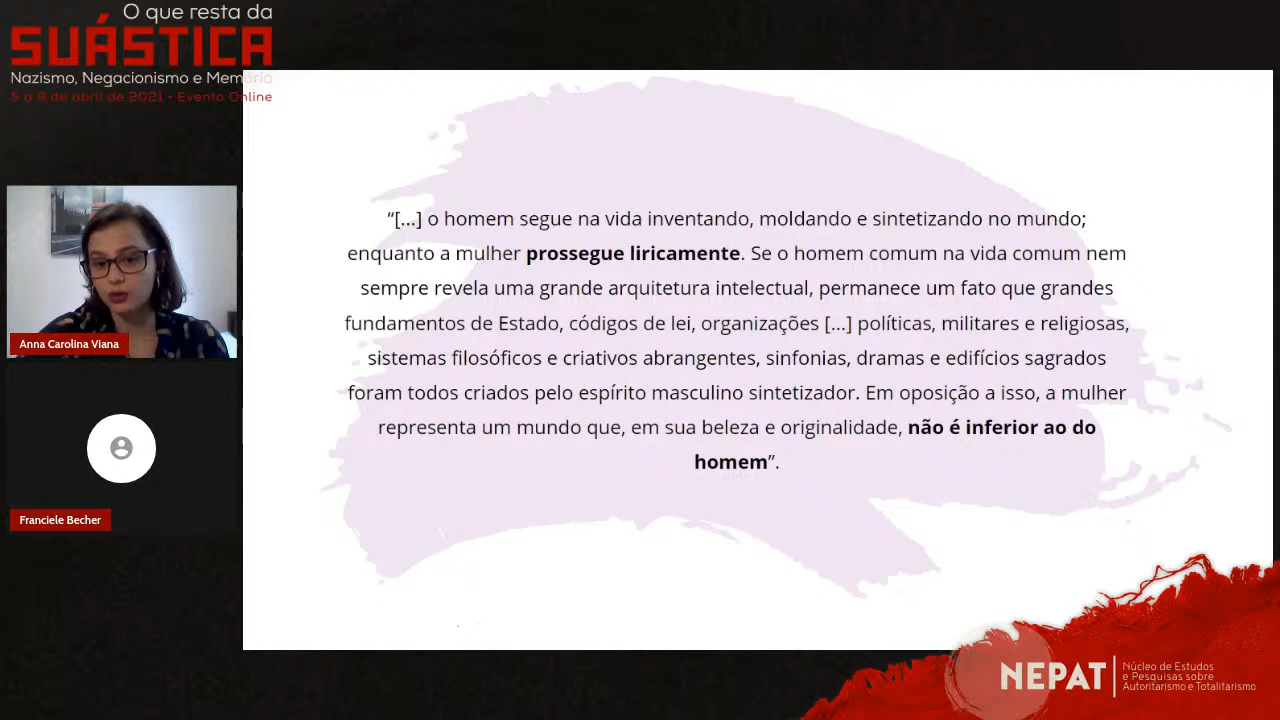 O que resta da
SUÁSTICA
Nazismo, Negacionismo e Memória
5 a 9 de abril de 2021 • Evento Online
“[...] o homem segue na vida inventando, moldando e sintetizando no mundo;
enquanto a mulher prossegue liricamente. Se o homem comum na vida comum nem
sempre revela uma grande arquitetura intelectual, permanece um fato que grandes
fundamentos de Estado, códigos de lei, organizações [...] políticas, militares e religiosas,
sistemas filosóficos e criativos abrangentes, sinfonias, dramas e edifícios sagrados
foram todos criados pelo espírito masculino sintetizador. Em oposição a isso, a mulher
representa um mundo que, em sua beleza e originalidade, não é inferior ao do
homem”.
Anna Carolina Viana
Franciele Becher
NEPAT
Núcleo de Estudos
e Pesquisas sobre
Autoritarismo e Totalitarismo